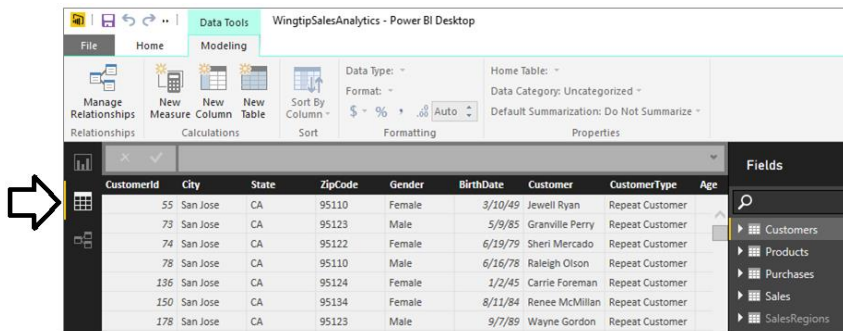 Data Tools WingtipSalesAnalytics - Power BI Desktop
File Home Modeling
Manage Relationships
New Measure
New Column
New Table
Sort By Column
Data Type:
Format:
$ % , .00 Auto
Home Table:
Data Category: Uncategorized
Default Summarization: Do Not Summarize
Relationships Calculations Sort Formatting Properties
Fields
CustomerId City State ZipCode Gender BirthDate Customer CustomerType Age
55 San Jose CA 95110 Female 3/10/49 Jewell Ryan Repeat Customer
73 San Jose CA 95123 Male 5/9/85 Granville Perry Repeat Customer
74 San Jose CA 95122 Female 6/19/79 Sheri Mercado Repeat Customer
78 San Jose CA 95110 Male 6/16/78 Raleigh Olson Repeat Customer
136 San Jose CA 95124 Female 1/2/45 Carrie Foreman Repeat Customer
150 San Jose CA 95134 Female 8/11/84 Renee McMillan Repeat Customer
178 San Jose CA 95123 Male 9/7/89 Wayne Gordon Repeat Customer
Customers
Products
Purchases
Sales
SalesRegions